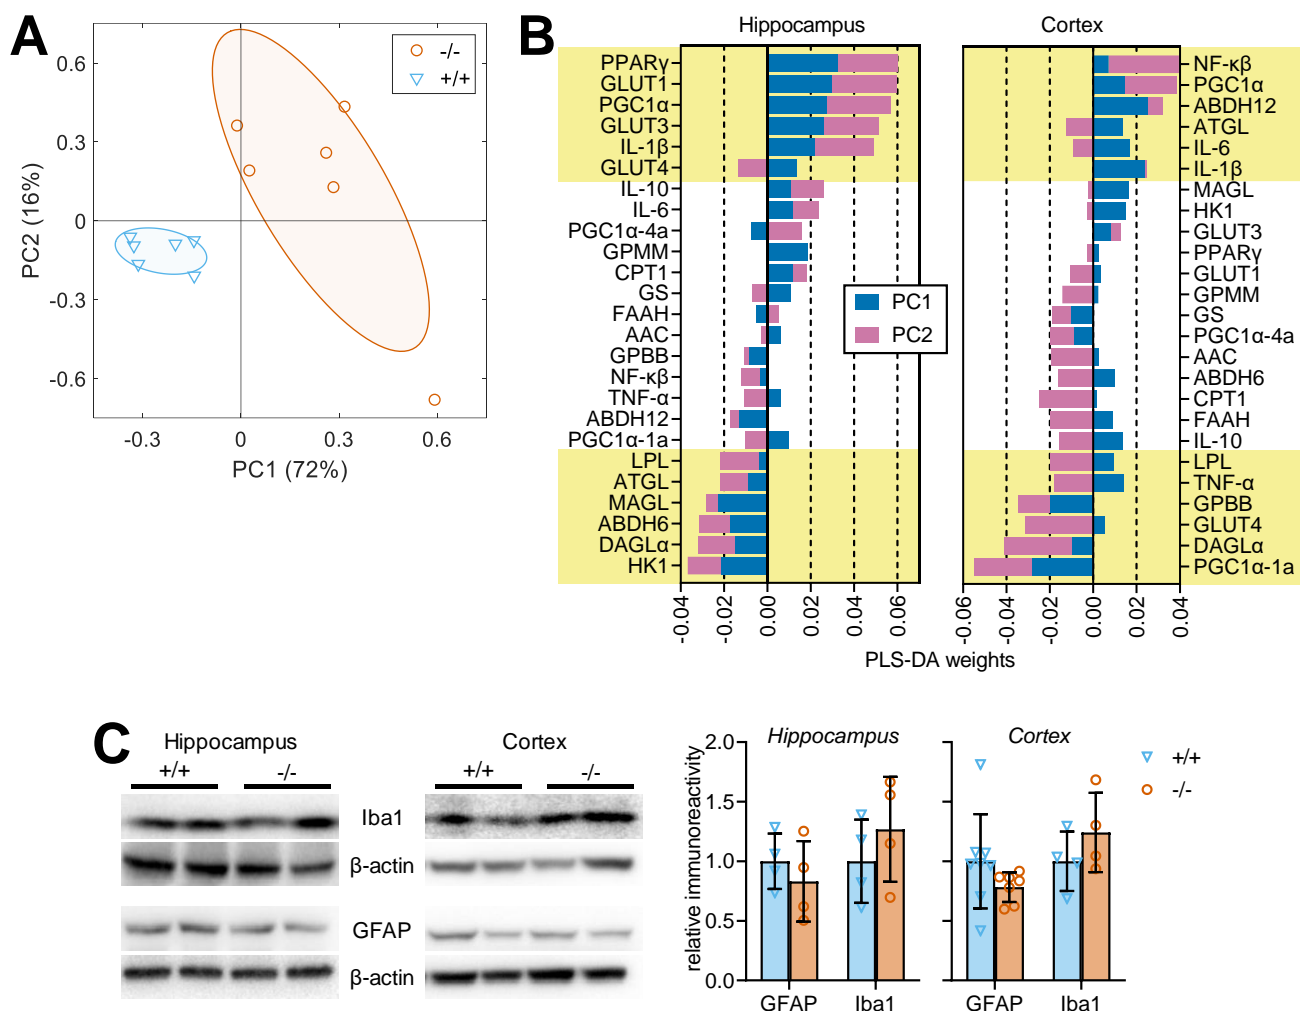 A
-/-
+/+
0.6
0.3
0
-0.3
-0.6
-0.3
0
0.3
0.6
PC2 (16%)
PC1 (72%)
B
Hippocampus
PPARγ
GLUT1
PGC1α
GLUT3
IL-1β
GLUT4
IL-10
IL-6
PGC1α-4a
GPMM
CPT1
GS
FAAH
AAC
GPBB
NF-κβ
TNF-α
ABDH12
PGC1α-1a
LPL
ATGL
MAGL
ABDH6
DAGLα
HK1
-0.04
-0.02
0.00
0.02
0.04
0.06
PC1
PC2
Cortex
NF-κβ
PGC1α
ABDH12
ATGL
IL-6
IL-1β
MAGL
HK1
GLUT3
PPARγ
GLUT1
GPMM
GS
PGC1α-4a
AAC
ABDH6
CPT1
FAAH
IL-10
LPL
TNF-α
GPBB
GLUT4
DAGLα
PGC1α-1a
-0.06
-0.04
-0.02
0.00
0.02
0.04
PLS-DA weights
C
Hippocampus
+/+
-/-
Cortex
+/+
-/-
Iba1
β-actin
GFAP
β-actin
relative immunoreactivity
2.0
1.5
1.0
0.5
0.0
Hippocampus
GFAP
Iba1
Cortex
GFAP
Iba1
+/+
-/-